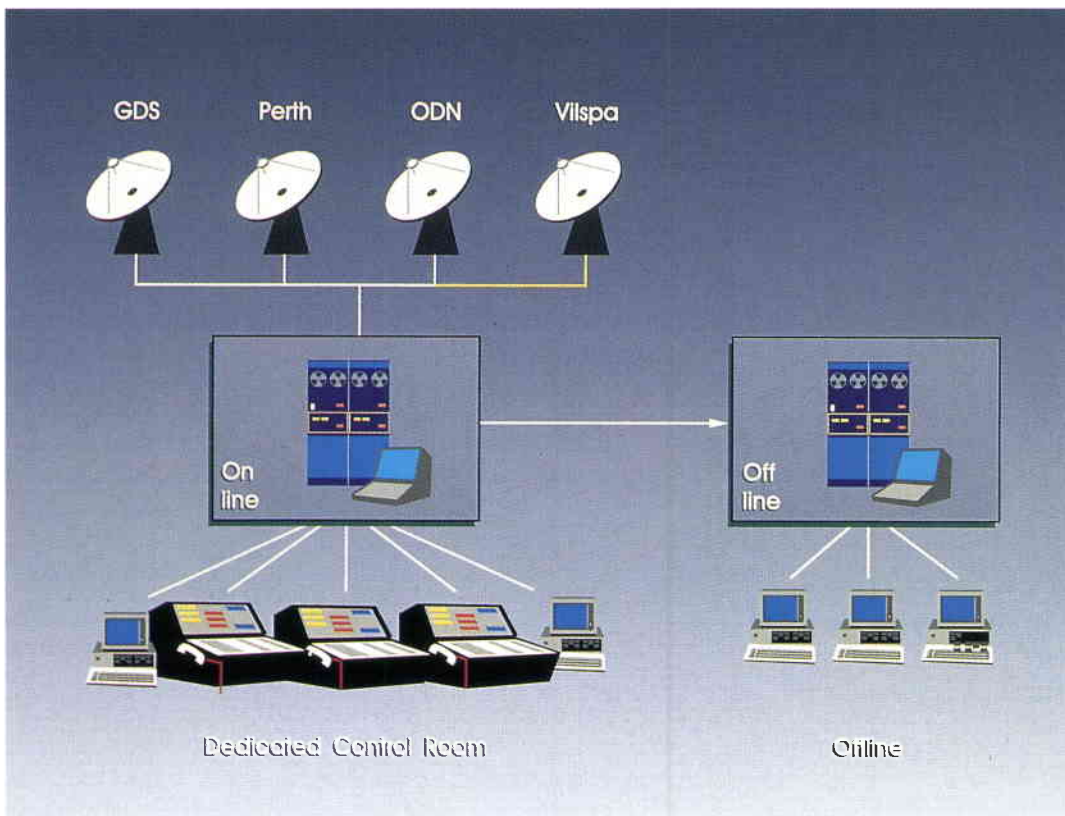 GDS Perth ODN Vilspa
On
line
Off
line
Dedicated Control Room
Offline